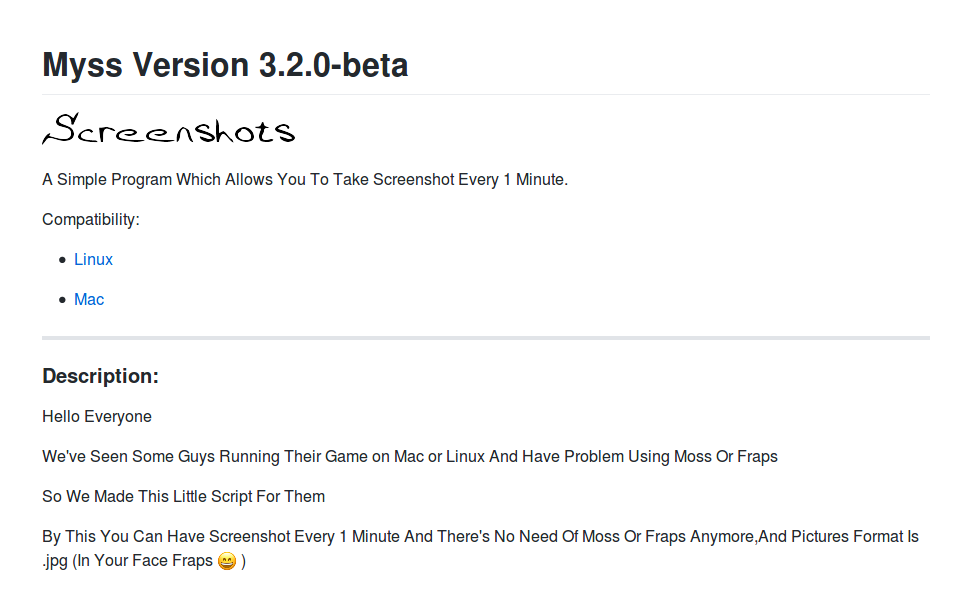 Myss Version 3.2.0-beta
Screenshots
A Simple Program Which Allows You To Take Screenshot Every 1 Minute.
Compatibility:
Linux
Mac
Description:
Hello Everyone
We've Seen Some Guys Running Their Game on Mac or Linux And Have Problem Using Moss Or Fraps
So We Made This Little Script For Them
By This You Can Have Screenshot Every 1 Minute And There's No Need Of Moss Or Fraps Anymore,And Pictures Format Is
.jpg (In Your Face Fraps 😄 )